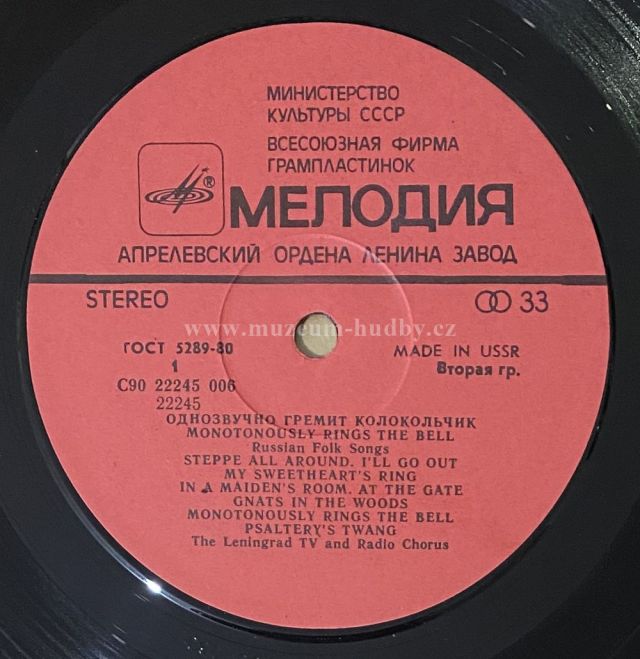 МИНИСТЕРСТВО
КУЛЬТУРЫ СССР
ВСЕСОЮЗНАЯ ФИРМА
ГРАМПЛАСТИНОК
®
МЕЛОДИЯ
АПРЕЛЕВСКИЙ ОРДЕНА ЛЕНИНА ЗАВОД
STEREO 33
www.muzeum-hudby.cz
ГОСТ 5289-80 MADE IN USSR
1 Вторая гр.
С90 22245 006
22245
ОДНОЗВУЧНО ГРЕМИТ КОЛОКОЛЬЧИК
MONOTONOUSLY RINGS THE BELL
Russian Folk Songs
STEPPE ALL AROUND. I'LL GO OUT
MY SWEETHEART'S RING
IN A MAIDEN'S ROOM. AT THE GATE
GNATS IN THE WOODS
MONOTONOUSLY RINGS THE BELL
PSALTERY'S TWANG
The Leningrad TV and Radio Chorus